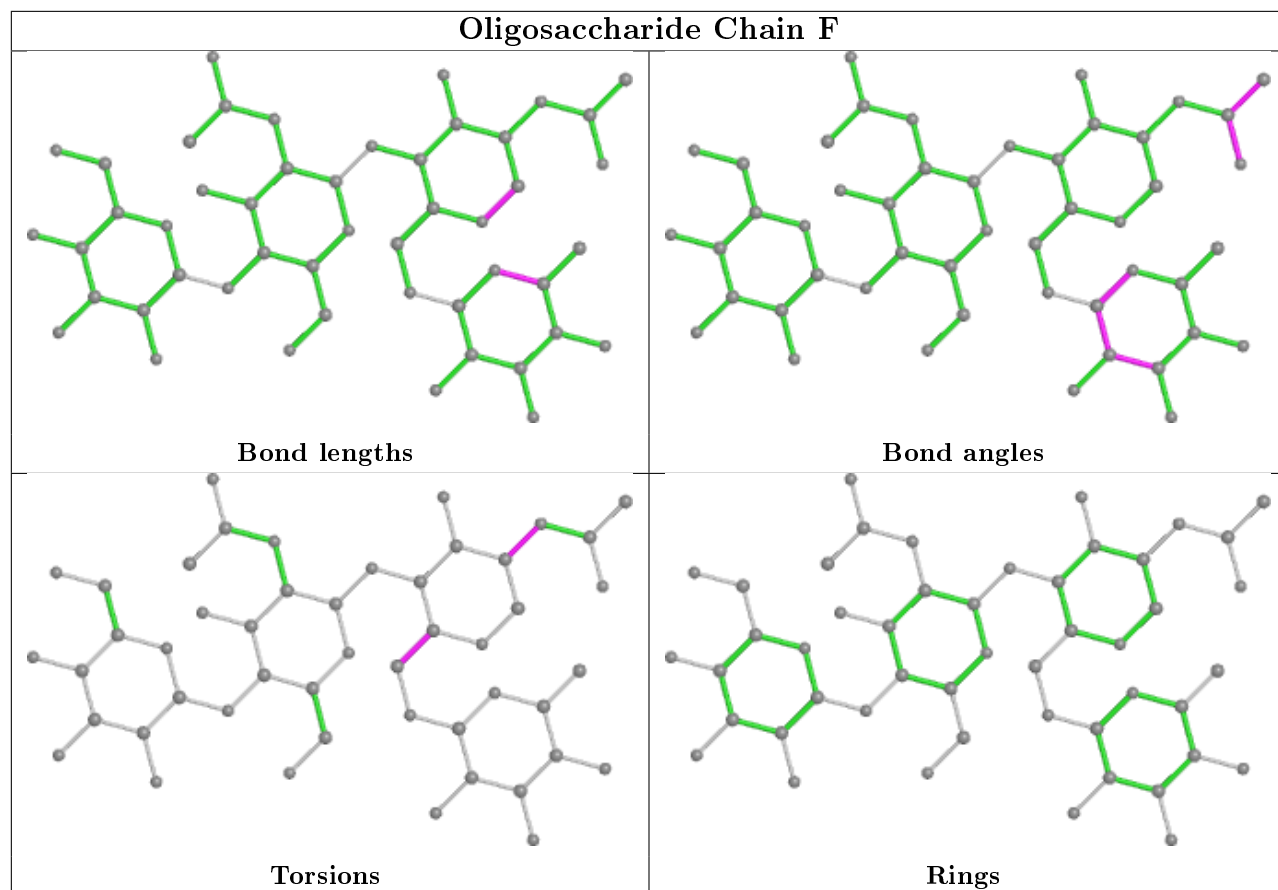 Oligosaccharide Chain F
Bond lengths
Bond angles
Torsions
Rings